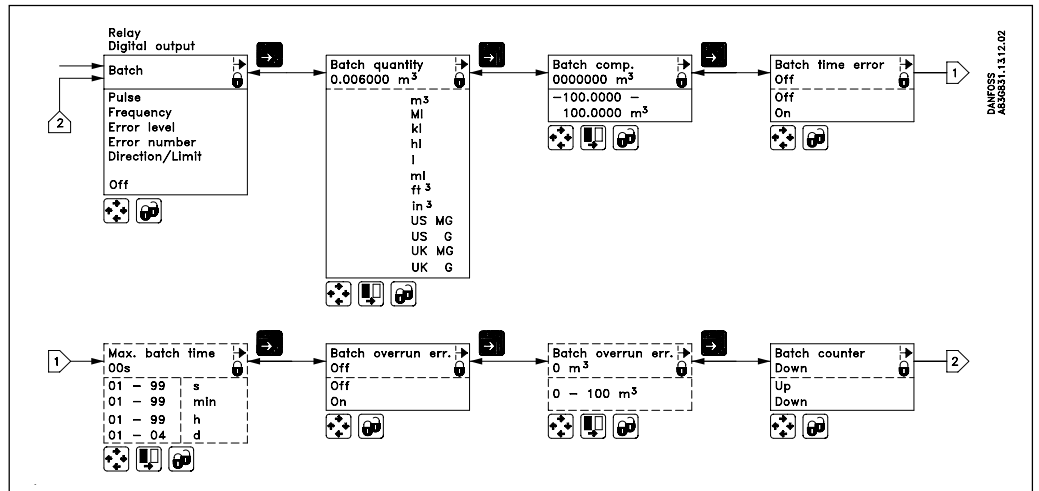 Relay
Digital output
Batch
Pulse
Frequency
Error level
Error number
Direction/Limit
Off
2
Batch quantity
0.006000 m³
m³
Ml
kl
hl
l
ml
ft³
in³
US MG
US G
UK MG
UK G
Batch comp.
0000000 m³
−100.0000 −
100.0000 m³
Batch time error
Off
Off
On
1
DANFOSS
A83G831.13.12.02
1
Max. batch time
00s
01 − 99 s
01 − 99 min
01 − 99 h
01 − 04 d
Batch overrun err.
Off
Off
On
Batch overrun err.
0 m³
0 − 100 m³
Batch counter
Down
Up
Down
2